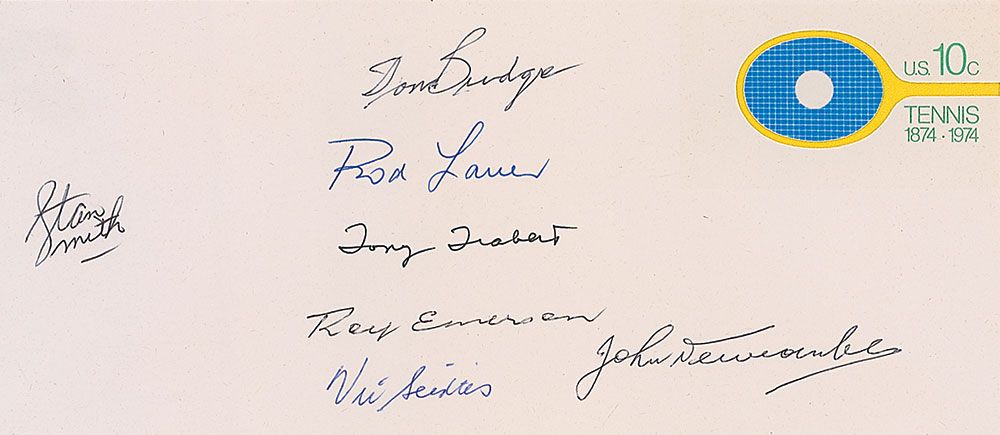 Don Budge
U.S. 10c
TENNIS
1874 · 1974
Rod Laver
Stan
Smith
Tony Trabert
Roy Emerson
John Newcombe
Vic Seixas